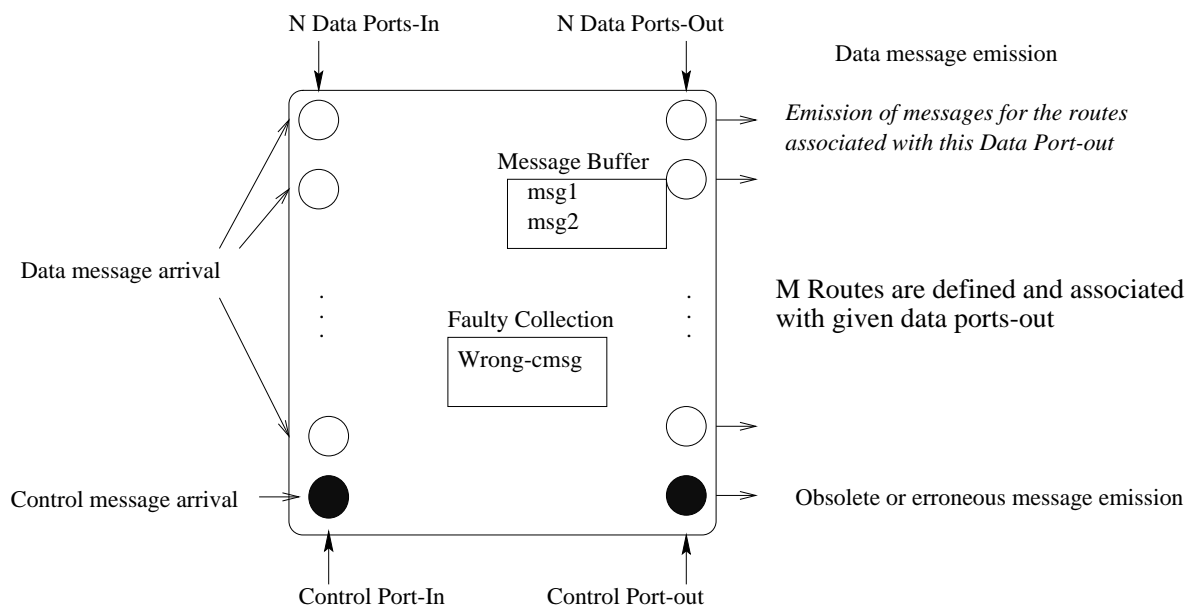 N Data Ports-In
N Data Ports-Out
Data message emission
Emission of messages for the routes
associated with this Data Port-out
Message Buffer
msg1
msg2
Data message arrival
M Routes are defined and associated
with given data ports-out
Faulty Collection
Wrong-cmsg
Control message arrival
Obsolete or erroneous message emission
Control Port-In
Control Port-out